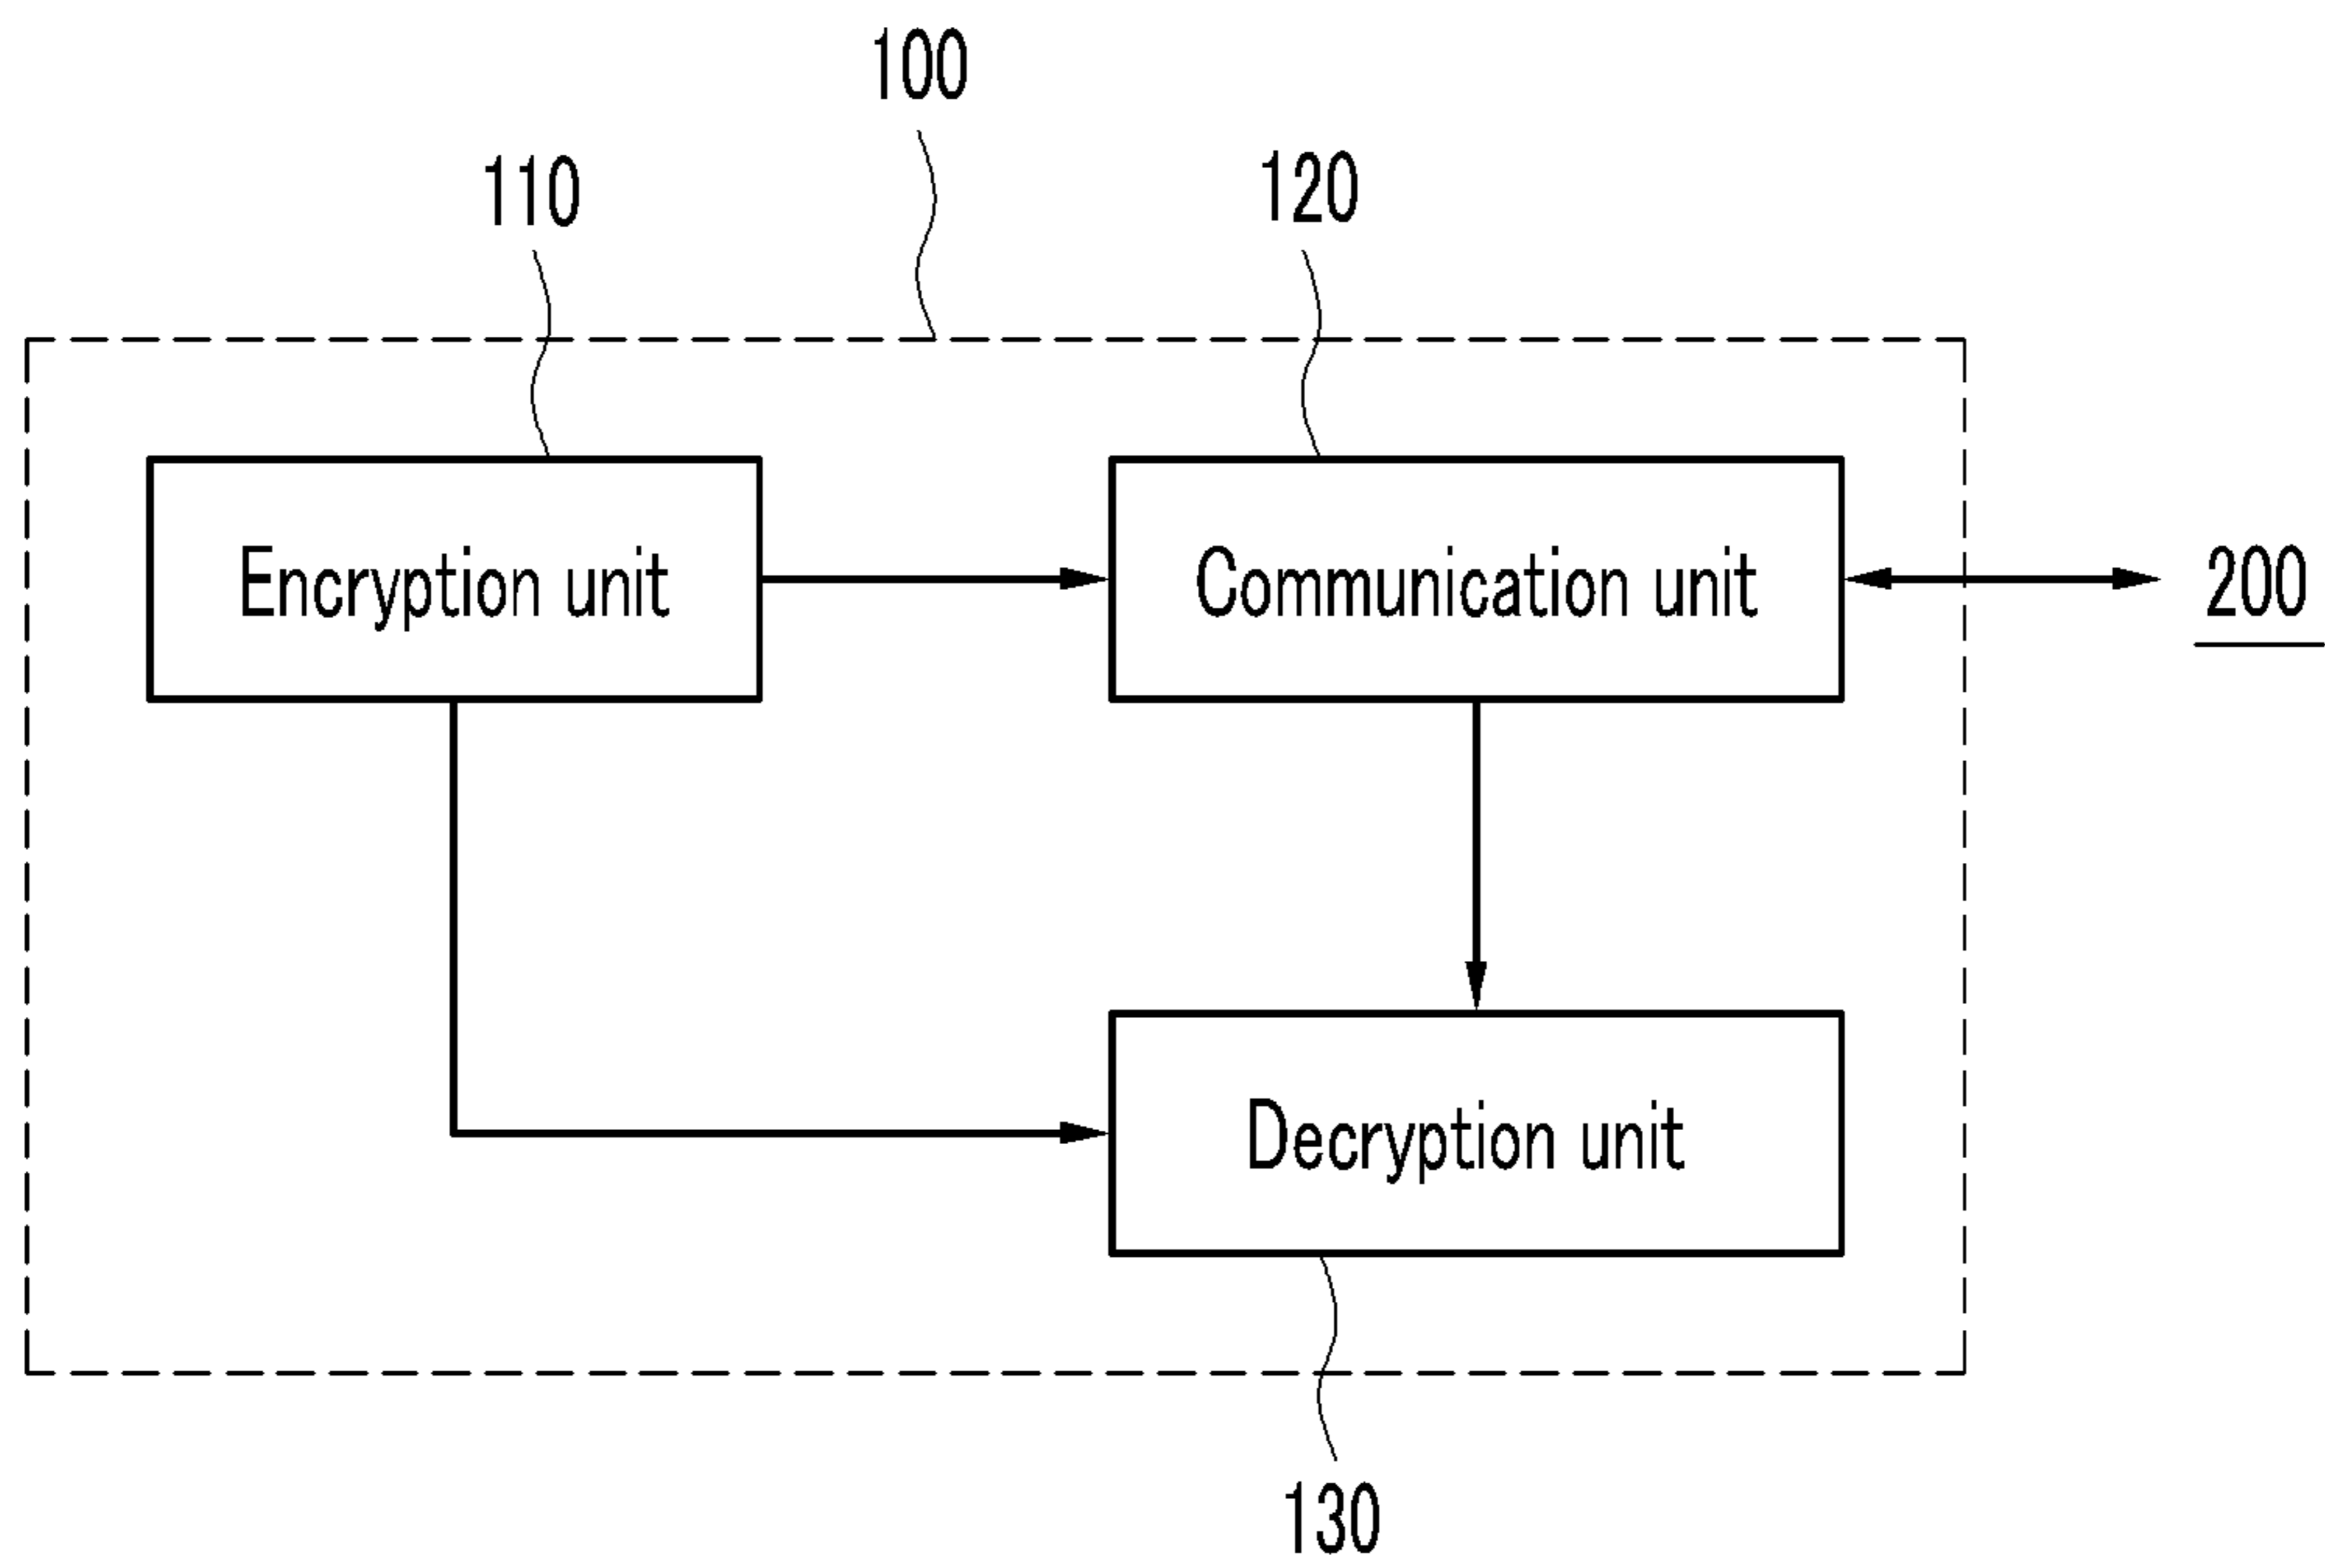 100
110
120
Encryption unit
Communication unit
200
Decryption unit
130